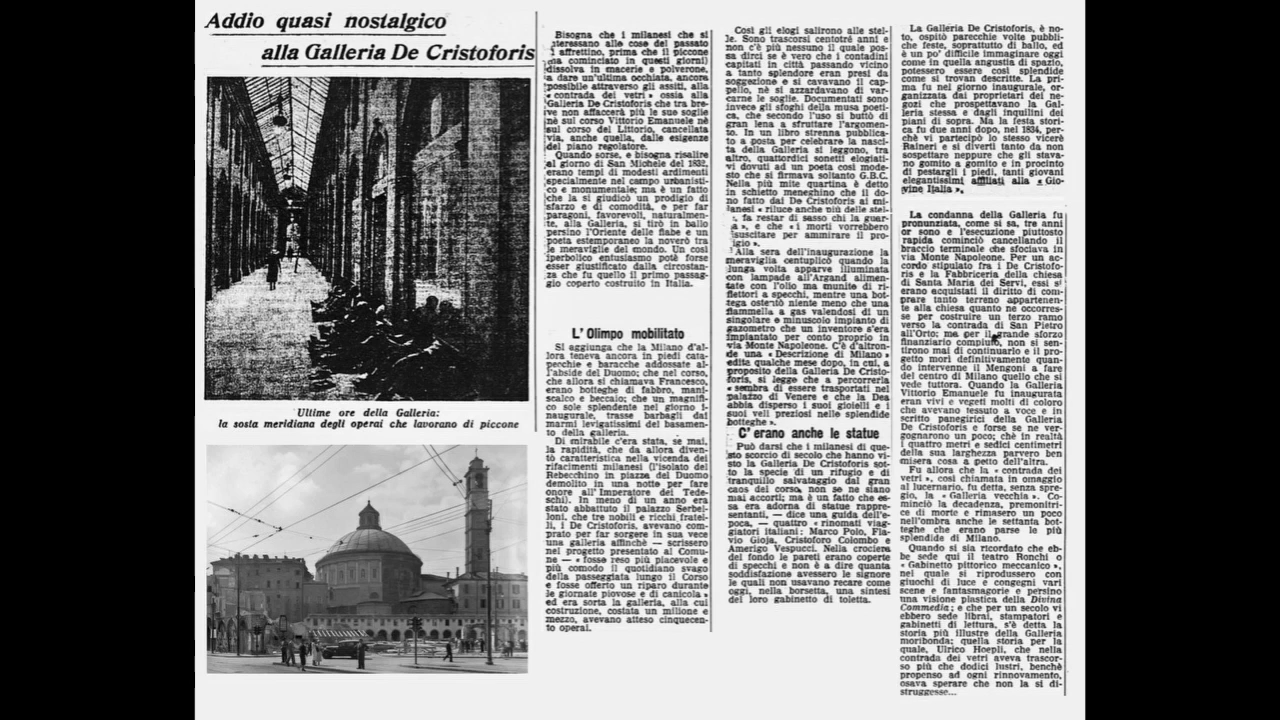 Addio quasi nostalgico
alla Galleria De Cristoforis
Ultime ore della Galleria:
la sosta meridiana degli operai che lavorano di piccone
Bisogna che i milanesi che si
interessano alle cose del passato
si affrettino, prima che il piccone
(ha cominciato in questi giorni)
dissolva in macerie e polverone,
a dare un'ultima occhiata, ancora
possibile attraverso gli assiti, alla
« contrada dei vetri » ossia alla
Galleria De Cristoforis che tra bre-
ve non affaccerà più le sue soglie
nè sul corso Vittorio Emanuele nè
sul corso del Littorio, cancellata
via, anche quella, dalle esigenze
del piano regolatore.
Quando sorse, e bisogna risalire
al giorno di San Michele del 1832,
erano tempi di modesti ardimenti
specialmente nel campo urbanisti-
co e monumentale; ma è un fatto
che la si giudicò un prodigio di
sfarzo e di comodità, e per far
paragoni, favorevoli, naturalmen-
te, alla Galleria, si tirò in ballo
persino l'Oriente delle fiabe e un
poeta estemporaneo la noverò tra
le meraviglie del mondo. Un così
iperbolico entusiasmo potè forse
esser giustificato dalla circostan-
za che fu quello il primo passag-
gio coperto costruito in Italia.
L'Olimpo mobilitato
Si aggiunga che la Milano d'al-
lora teneva ancora in piedi cata-
pecchie e baracche addossate al-
l'abside del Duomo; che nel corso,
che allora si chiamava Francesco,
erano botteghe di fabbro, mani-
scalco e beccaio; che un magnifi-
co sole splendente nel giorno i-
naugurale, trasse barbagli dai
marmi levigatissimi del basamen-
to della galleria.
Di mirabile c'era stata, se mai,
la rapidità, che da allora diven-
tò caratteristica nella vicenda dei
rifacimenti milanesi (l'isolato del
Rebecchino in piazza del Duomo
demolito in una notte per fare
onore all'Imperatore dei Tede-
schi). In meno di un anno era
stato abbattuto il palazzo Serbel-
loni, che tre nobili e ricchi fratel-
li, i De Cristoforis, avevano com-
prato per far sorgere in sua vece
una galleria affinchè — scrissero
nel progetto presentato al Comu-
ne — « fosse reso più piacevole e
più comodo il quotidiano svago
della passeggiata lungo il Corso
e fosse offerto un riparo durante
le giornate piovose e di canicola »
ed era sorta la galleria, alla cui
costruzione, costata un milione e
mezzo, avevano atteso cinquecen-
to operai.
Così gli elogi salirono alle stel-
le. Sono trascorsi centotré anni e
non c'è più nessuno il quale pos-
sa dirci se è vero che i contadini
capitati in città passando vicino
a tanto splendore eran presi da
soggezione e si cavavano il cap-
pello, nè si azzardavano di var-
carne le soglie. Documentati sono
invece gli sfoghi della musa poeti-
ca, che secondo l'uso si buttò di
gran lena a sfruttare l'argomen-
to. In un libro strenna pubblica-
to a posta per celebrare la nasci-
ta della Galleria si leggono, tra
altro, quattordici sonetti elogiati-
vi dovuti ad un poeta così mode-
sto che si firmava soltanto G.B.C.
Nella più mite quartina è detto
in schietto meneghino che il do-
no fatto dai De Cristoforis ai mi-
lanesi « riluce anche più delle stel-
fa restar di sasso chi la guar-
», e che « i morti vorrebbero
suscitare per ammirare il pro-
igio ».
Alla sera dell'inaugurazione la
meraviglia centuplicò quando la
lunga volta apparve illuminata
con lampade all'Argand alimen-
tate con l'olio ma munite di ri-
flettori a specchi, mentre una bot-
tega ostentò niente meno che una
fiammella a gas valendosi di un
singolare e minuscolo impianto di
gazometro che un inventore s'era
impiantato per conto proprio in
via Monte Napoleone. C'è d'altron-
de una « Descrizione di Milano »
edita qualche mese dopo, in cui, a
proposito della Galleria De Cristo-
foris, si legge che a percorrerla
« sembra di essere trasportati nel
palazzo di Venere e che la Dea
abbia disperso i suoi gioielli e i
suoi veli preziosi nelle splendide
botteghe ».
C'erano anche le statue
Può darsi che i milanesi di que-
sto scorcio di secolo che hanno vi-
sto la Galleria De Cristoforis sot-
to la specie di un rifugio e di
tranquillo salvataggio dal gran
caos del corso, non se ne siano
mai accorti; ma è un fatto che es-
sa era adorna di statue rappre-
sentanti, — dice una guida dell'e-
poca, — quattro « rinomati viag-
giatori italiani: Marco Polo, Fla-
vio Gioja, Cristoforo Colombo e
Amerigo Vespucci. Nella crociera
del fondo le pareti erano coperte
di specchi e non è a dire quanta
soddisfazione avessero le signore
le quali non usavano recare come
oggi, nella borsetta, una sintesi
del loro gabinetto di toletta.
La Galleria De Cristoforis, è no-
to, ospitò parecchie volte pubbli-
che feste, soprattutto di ballo, ed
è un po' difficile immaginare oggi
come in quella angustia di spazio,
potessero essere così splendide
come si trovan descritte. La pri-
ma fu nel giorno inaugurale, or-
ganizzata dai proprietari dei ne-
gozi che prospettavano la Gal-
leria stessa e dagli inquilini dei
piani di sopra. Ma la festa stori-
ca fu due anni dopo, nel 1834, per-
chè vi partecipò lo stesso vicerè
Raineri e si divertì tanto da non
sospettare neppure che gli stava-
no gomito a gomito e in procinto
di pestargli i piedi, tanti giovani
elegantissimi affiliati alla « Gio-
vine Italia ».
La condanna della Galleria fu
pronunziata, come si sa, tre anni
or sono e l'esecuzione piuttosto
rapida cominciò cancellando il
braccio terminale che sfociava in
via Monte Napoleone. Per un ac-
cordo stipulato fra i De Cristofo-
ris e la Fabbriceria della chiesa
di Santa Maria dei Servi, essi si
erano acquistati il diritto di com-
prare tanto terreno appartenen-
te alla chiesa quanto ne occorres-
se per costruire un terzo ramo
verso la contrada di San Pietro
all'Orto; ma per il grande sforzo
finanziario compiuto, non si sen-
tirono mai di continuarlo e il pro-
getto morì definitivamente quan-
do intervenne il Mengoni a fare
del centro di Milano quello che si
vede tuttora. Quando la Galleria
Vittorio Emanuele fu inaugurata
eran vivi e vegeti molti di coloro
che avevano tessuto a voce e in
scritto panegirici della Galleria
De Cristoforis e forse se ne ver-
gognarono un poco; chè in realtà
i quattro metri e sedici centimetri
della sua larghezza parvero ben
misera cosa a petto dell'altra.
Fu allora che la « contrada dei
vetri », così chiamata in omaggio
al lucernario, fu detta, senza spre-
gio, la « Galleria vecchia ». Co-
minciò la decadenza, premonitri-
ce di morte e rimasero un poco
nell'ombra anche le settanta bot-
teghe che erano parse le più
splendide di Milano.
Quando si sia ricordato che eb-
be sede qui il teatro Ronchi o
« Gabinetto pittorico meccanico »,
nel quale si riprodussero con
giuochi di luce e congegni vari
scene e fantasmagorie e persino
una visione plastica della Divina
Commedia; e che per un secolo vi
ebbero sede librai, stampatori e
gabinetti di lettura, s'è detta la
storia più illustre della Galleria
moribonda; quella storia per la
quale, Ulrico Hoepli, che nella
contrada dei vetri aveva trascor-
so più che dodici lustri, benchè
propenso ad ogni rinnovamento,
osava sperare che non la si di-
struggesse...